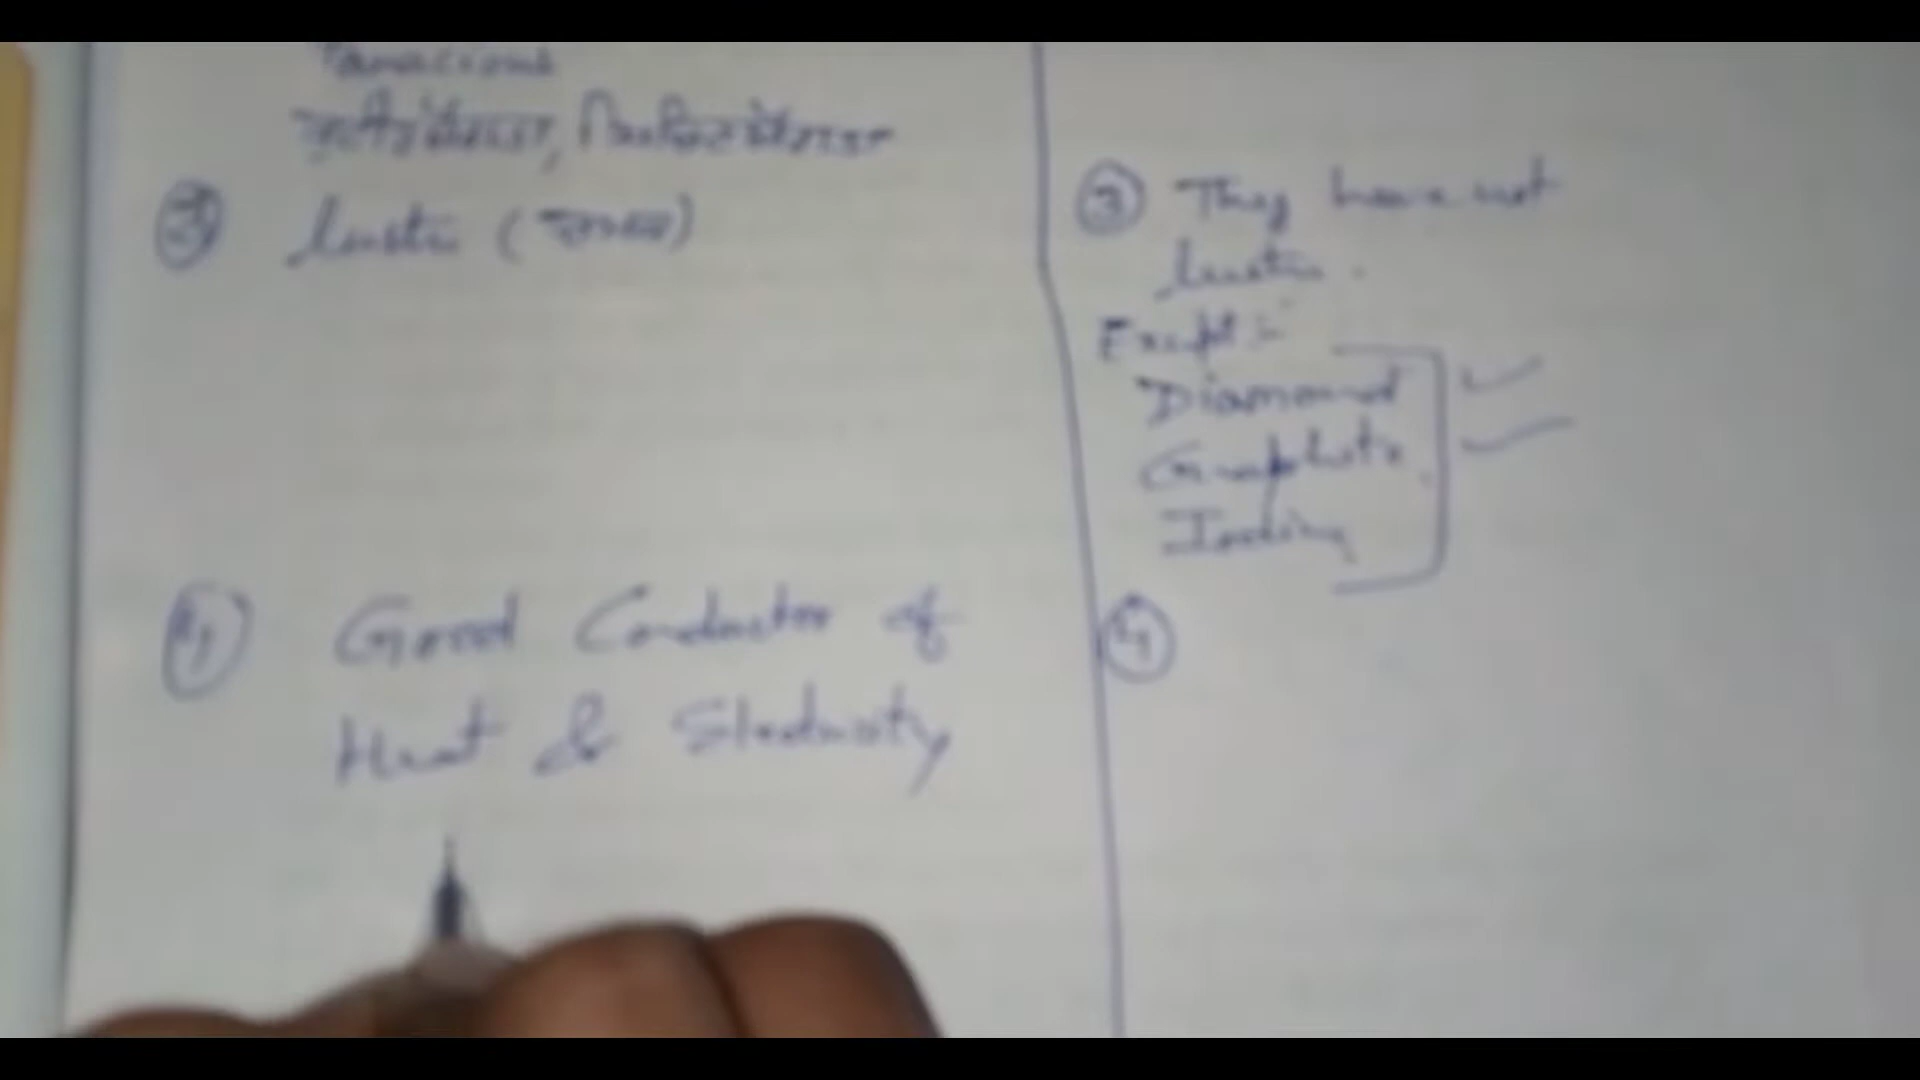 ③ lustre (
④ Good Conductor of
Heat & Electricity
③ They have not
lustre.
Except :-
Diamond
Graphite
Iodine
④